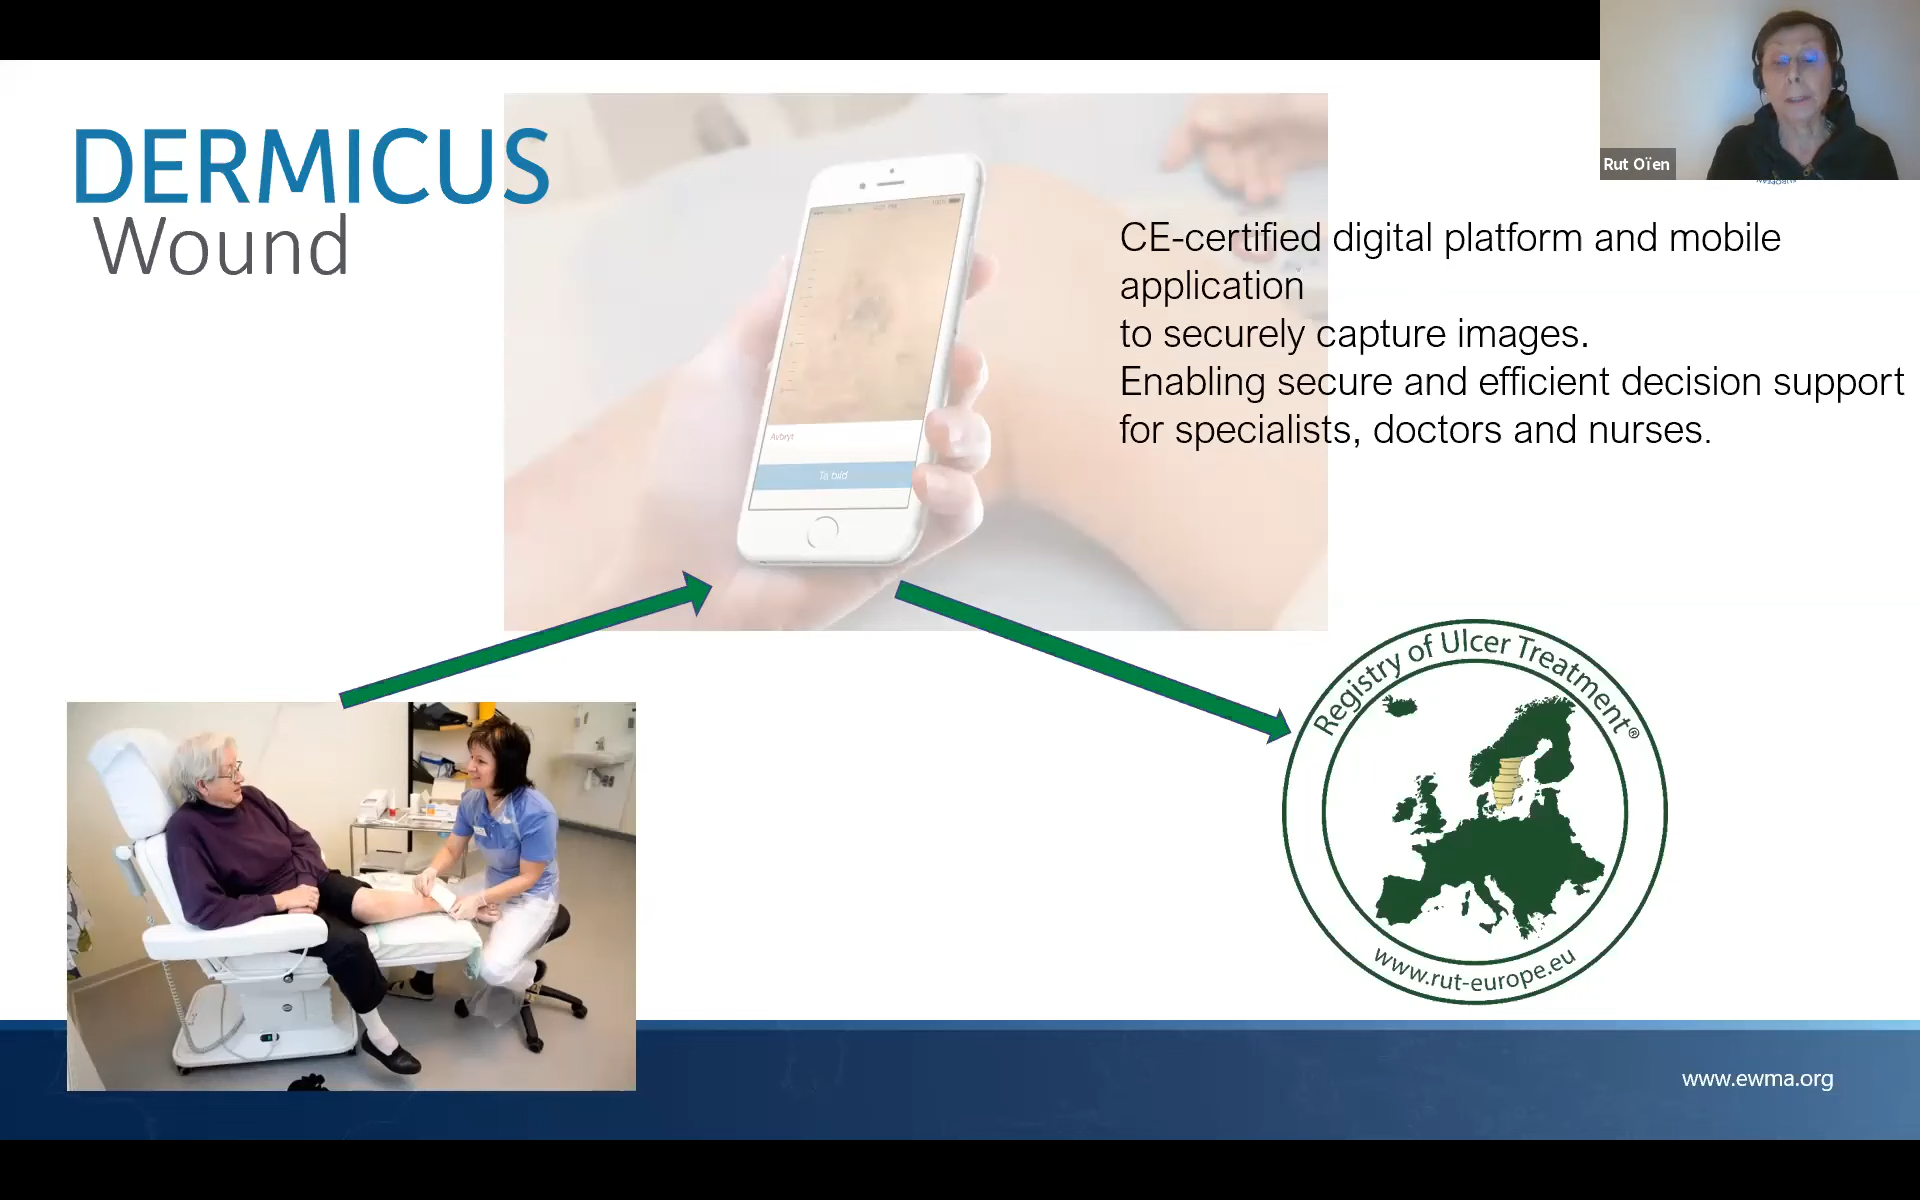 DERMICUS
Wound
Rut Oïen
CE-certified digital platform and mobile
application
to securely capture images.
Enabling secure and efficient decision support
for specialists, doctors and nurses.
Avbryt
Ta bild
Registry of Ulcer Treatment®
www.rut-europe.eu
www.ewma.org